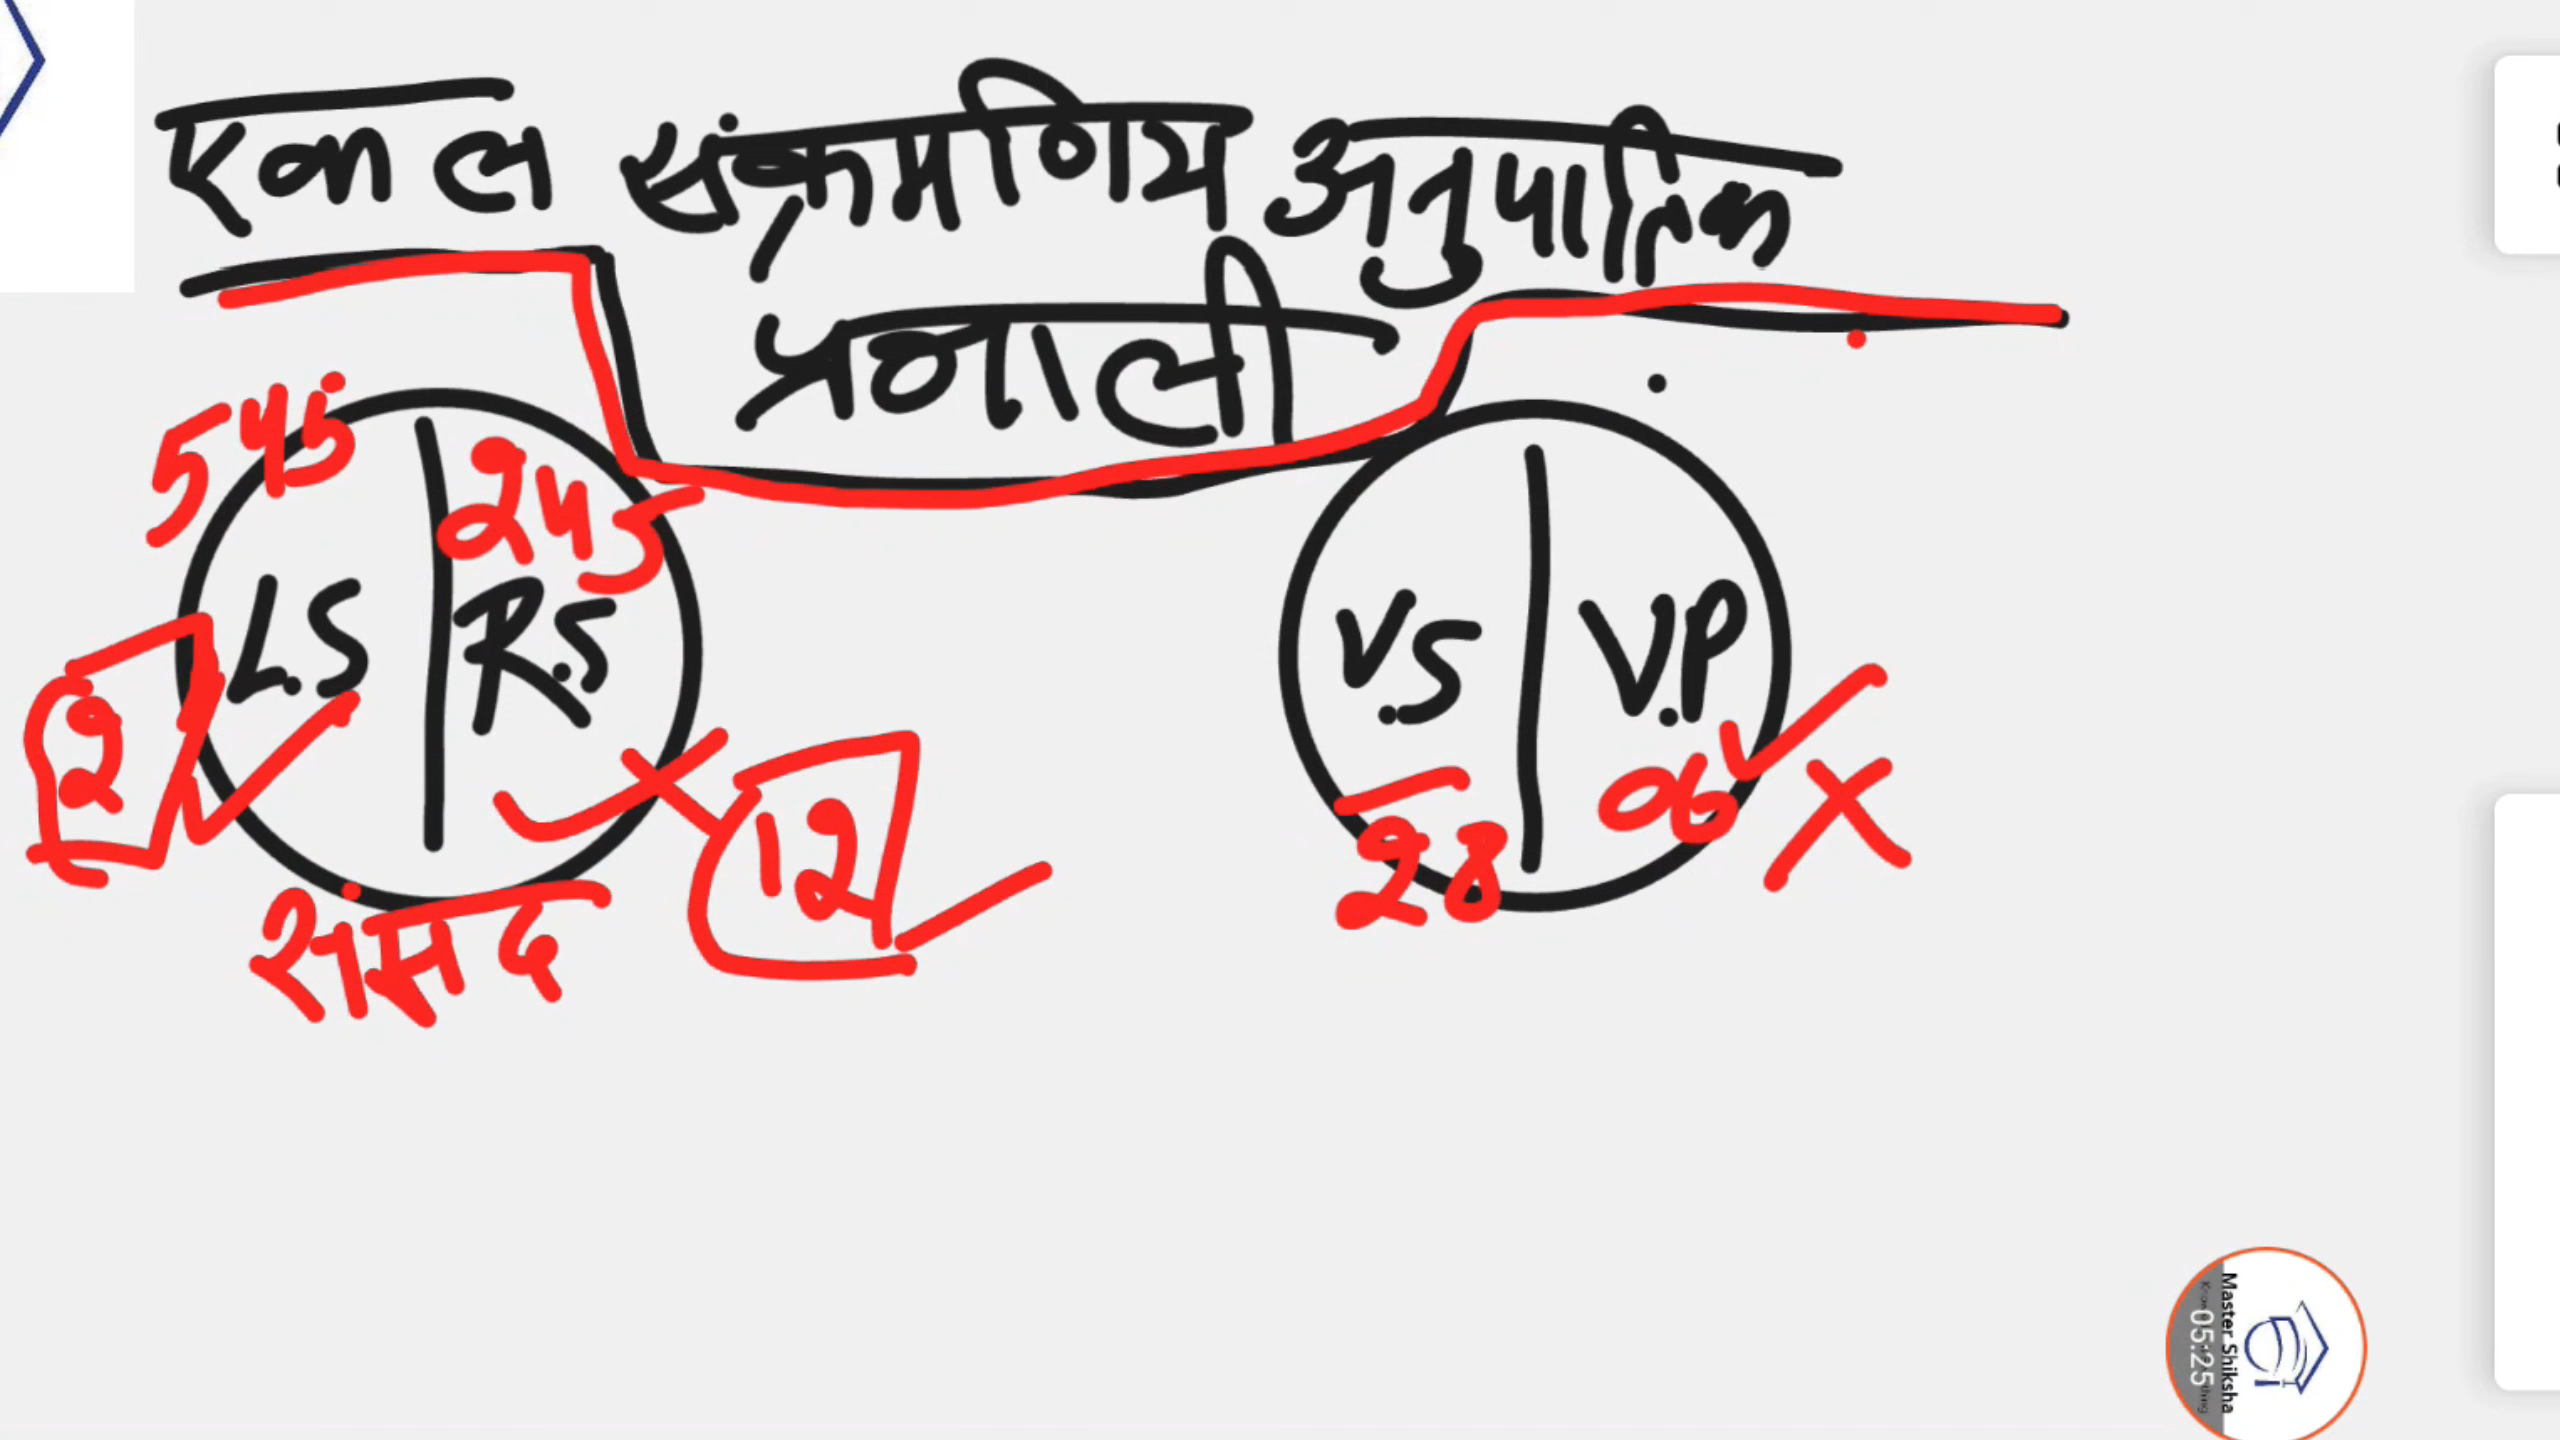 एकल संक्रमणिय अनुपातिक
प्रणाली
545
245
L.S
R.S
V.S
V.P
2
12
28
06
संसद
Master Shiksha
05:25